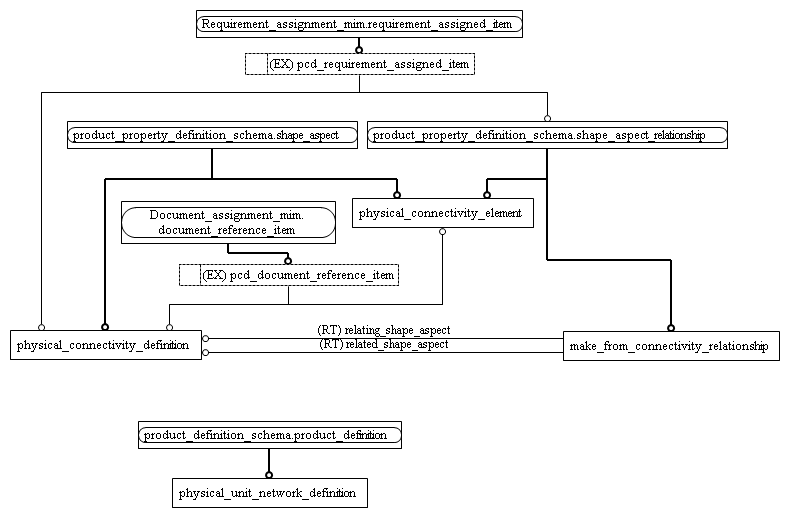 Requirement_assignment_mim.requirement_assigned_item
(EX) pcd_requirement_assigned_item
product_property_definition_schema.shape_aspect
product_property_definition_schema.shape_aspect_relationship
physical_connectivity_element
Document_assignment_mim.
document_reference_item
(EX) pcd_document_reference_item
(RT) relating_shape_aspect
(RT) related_shape_aspect
physical_connectivity_definition
make_from_connectivity_relationship
product_definition_schema.product_definition
physical_unit_network_definition